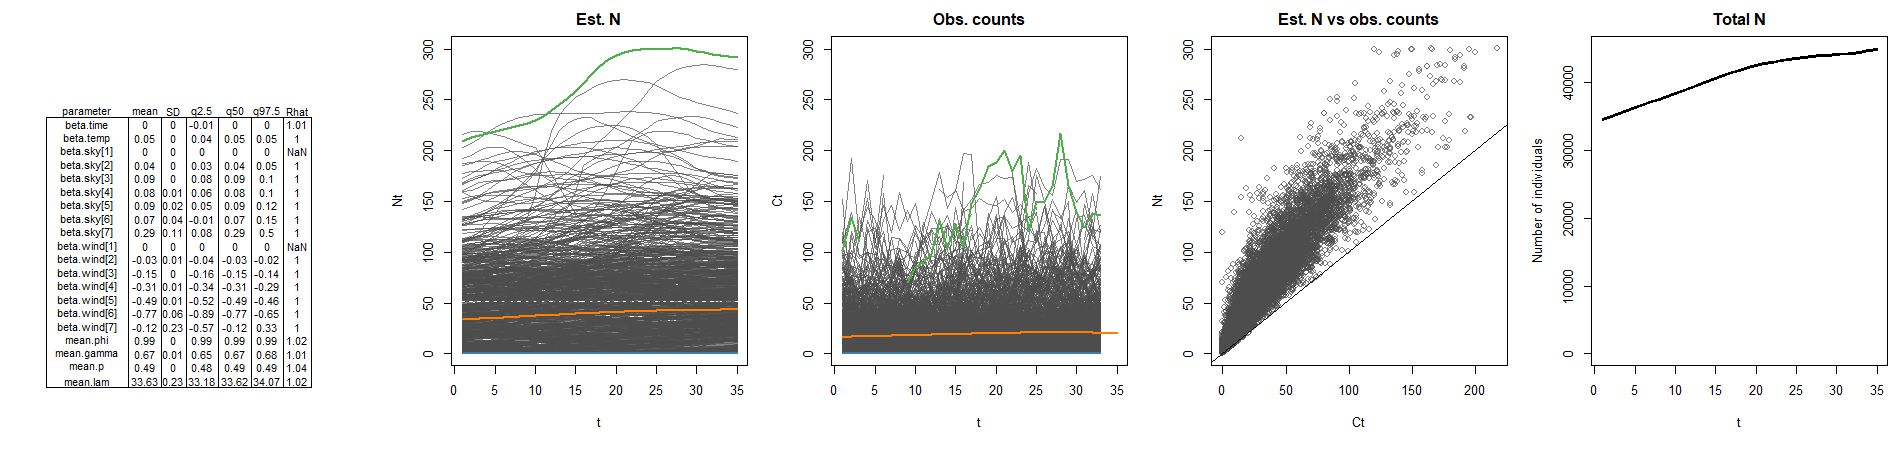 parameter mean SD q2.5 q50 q97.5 Rhat
beta.time 0 0 -0.01 0 0 1.01
beta.temp 0.05 0 0.04 0.05 0.05 1
beta.sky[1] 0 0 0 0 0 NaN
beta.sky[2] 0.04 0 0.03 0.04 0.05 1
beta.sky[3] 0.09 0 0.08 0.09 0.1 1
beta.sky[4] 0.08 0.01 0.06 0.08 0.1 1
beta.sky[5] 0.09 0.02 0.05 0.09 0.12 1
beta.sky[6] 0.07 0.04 -0.01 0.07 0.15 1
beta.sky[7] 0.29 0.11 0.08 0.29 0.5 1
beta.wind[1] 0 0 0 0 0 NaN
beta.wind[2] -0.03 0.01 -0.04 -0.03 -0.02 1
beta.wind[3] -0.15 0 -0.16 -0.15 -0.14 1
beta.wind[4] -0.31 0.01 -0.34 -0.31 -0.29 1
beta.wind[5] -0.49 0.01 -0.52 -0.49 -0.46 1
beta.wind[6] -0.77 0.06 -0.89 -0.77 -0.65 1
beta.wind[7] -0.12 0.23 -0.57 -0.12 0.33 1
mean.phi 0.99 0 0.99 0.99 0.99 1.02
mean.gamma 0.67 0.01 0.65 0.67 0.68 1.01
mean.p 0.49 0 0.48 0.49 0.49 1.04
mean.lam 33.63 0.23 33.18 33.62 34.07 1.02
Est. N
Nt
300
250
200
150
100
50
0
0 5 10 15 20 25 30 35
t
Obs. counts
Ct
300
250
200
150
100
50
0
0 5 10 15 20 25 30 35
t
Est. N vs obs. counts
Nt
300
250
200
150
100
50
0
0 50 100 150 200
Ct
Total N
Number of individuals
40000
30000
20000
10000
0
0 5 10 15 20 25 30 35
t